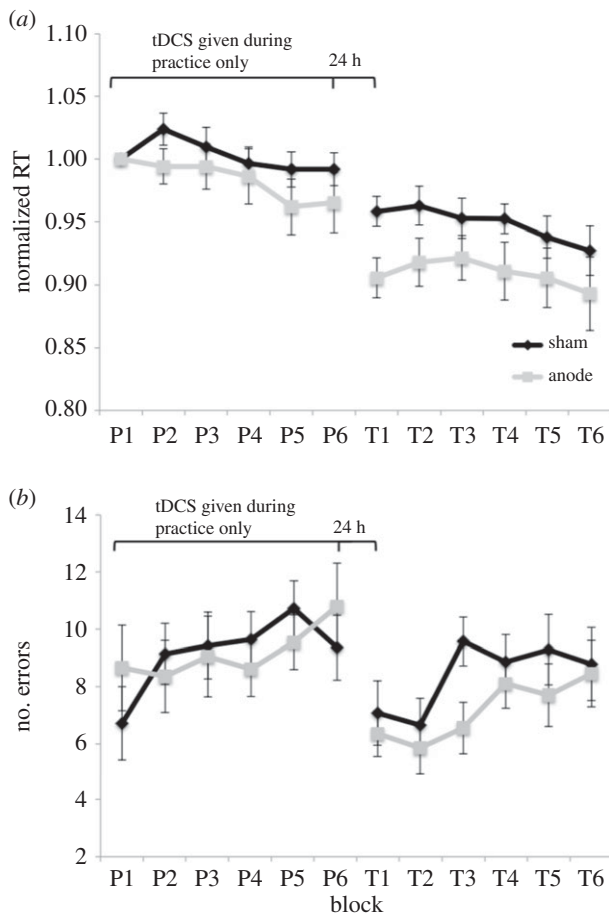 (a)
1.10
tDCS given during
practice only
24 h
1.05
1.00
0.95
0.90
0.85
0.80
normalized RT
sham
anode
P1 P2 P3 P4 P5 P6 T1 T2 T3 T4 T5 T6
(b)
14
tDCS given during
practice only
24 h
12
10
8
6
4
2
no. errors
P1 P2 P3 P4 P5 P6 T1 T2 T3 T4 T5 T6
block